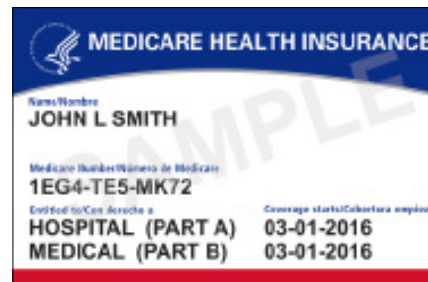 MEDICARE HEALTH INSURANCE
SAMPLE
Name/Nombre
JOHN L SMITH
Medicare Number/Número de Medicare
1EG4-TE5-MK72
Entitled to/Con derecho a
Coverage starts/Cobertura empieza
HOSPITAL (PART A) 03-01-2016
MEDICAL (PART B) 03-01-2016